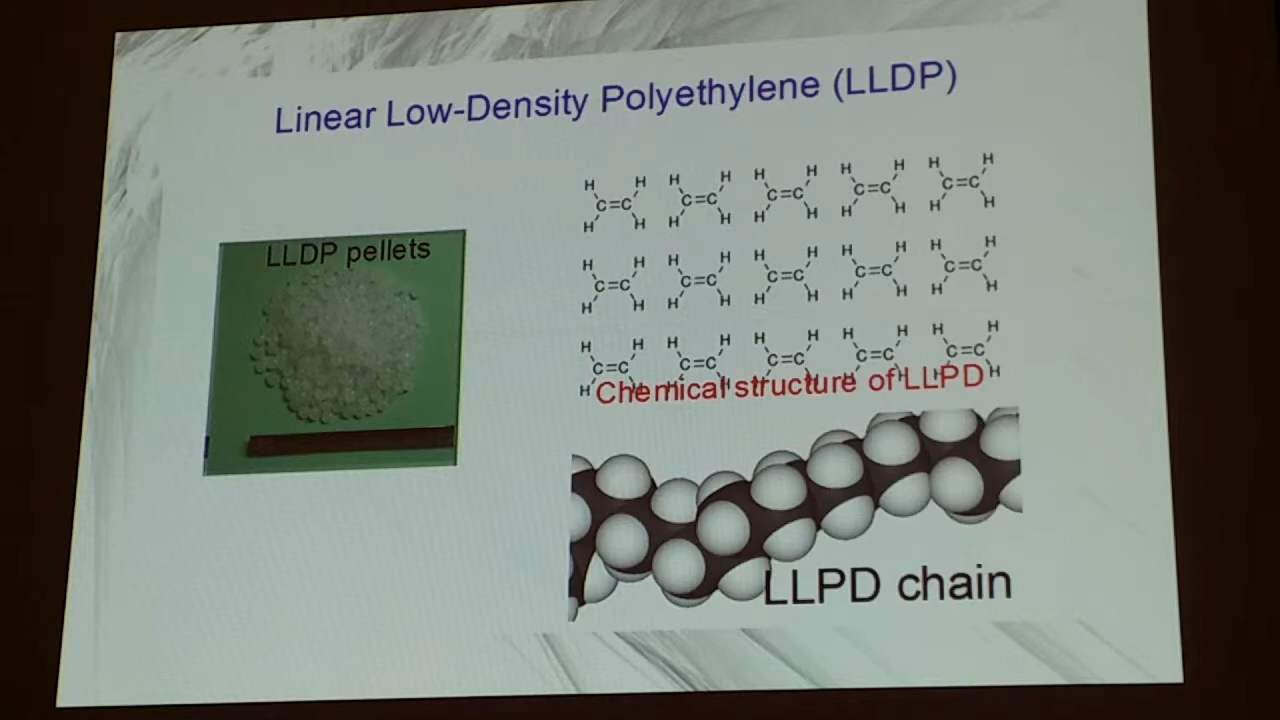 Linear Low-Density Polyethylene (LLDP)
LLDP pellets
H H H H H H H H H H
C=C C=C C=C C=C C=C
H H H H H H H H H H
H H H H H H H H H H
C=C C=C C=C C=C C=C
H H H H H H H H H H
H H H H H H H H H H
C=C C=C C=C C=C C=C
H H H H H H H H H H
Chemical structure of LLPD
LLPD chain